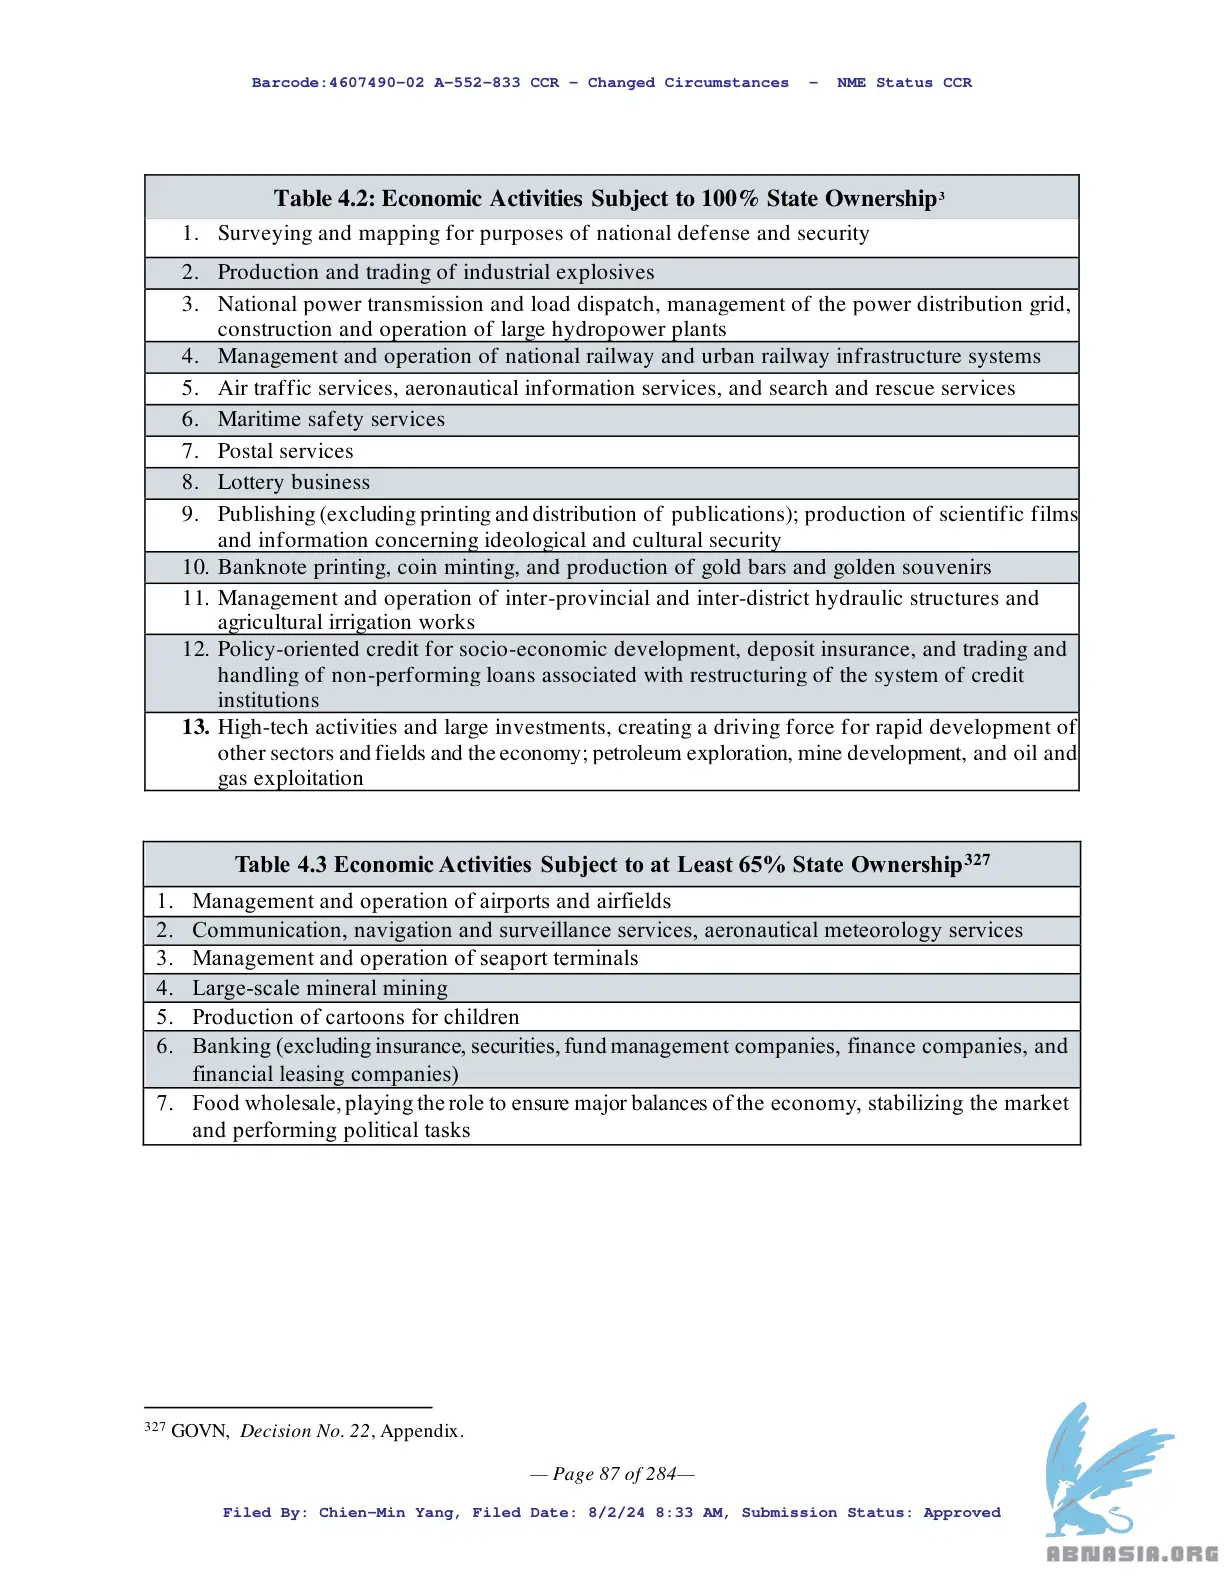 Barcode:4607490-02 A-552-833 CCR - Changed Circumstances - NME Status CCR
Table 4.2: Economic Activities Subject to 100% State Ownership3
1. Surveying and mapping for purposes of national defense and security
2. Production and trading of industrial explosives
3. National power transmission and load dispatch, management of the power distribution grid,
construction and operation of large hydropower plants
4. Management and operation of national railway and urban railway infrastructure systems
5. Air traffic services, aeronautical information services, and search and rescue services
6. Maritime safety services
7. Postal services
8. Lottery business
9. Publishing (excluding printing and distribution of publications); production of scientific films
and information concerning ideological and cultural security
10. Banknote printing, coin minting, and production of gold bars and golden souvenirs
11. Management and operation of inter-provincial and inter-district hydraulic structures and
agricultural irrigation works
12. Policy-oriented credit for socio-economic development, deposit insurance, and trading and
handling of non-performing loans associated with restructuring of the system of credit
institutions
13. High-tech activities and large investments, creating a driving force for rapid development of
other sectors and fields and the economy; petroleum exploration, mine development, and oil and
gas exploitation
Table 4.3 Economic Activities Subject to at Least 65% State Ownership327
1. Management and operation of airports and airfields
2. Communication, navigation and surveillance services, aeronautical meteorology services
3. Management and operation of seaport terminals
4. Large-scale mineral mining
5. Production of cartoons for children
6. Banking (excluding insurance, securities, fund management companies, finance companies, and
financial leasing companies)
7. Food wholesale, playing the role to ensure major balances of the economy, stabilizing the market
and performing political tasks
327 GOVN, Decision No. 22, Appendix.
— Page 87 of 284—
Filed By: Chien-Min Yang, Filed Date: 8/2/24 8:33 AM, Submission Status: Approved
ABNASIA.ORG